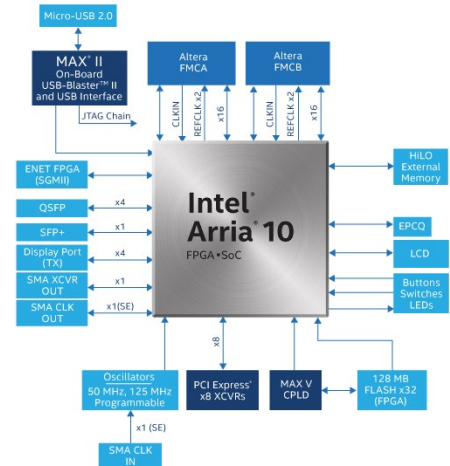 Micro-USB 2.0
MAX® II
On-Board
USB-Blaster™ II
and USB Interface
JTAG Chain
Altera
FMCA
Altera
FMCB
CLKIN
REFCLK x2
x16
CLKIN
REFCLK x2
x16
ENET FPGA
(SGMII)
QSFP
x4
SFP+
x1
Display Port
(TX)
x4
SMA XCVR
OUT
x1
SMA CLK
OUT
x1(SE)
Intel®
Arria® 10
FPGA•SoC
HiLO
External
Memory
EPCQ
LCD
Buttons
Switches
LEDs
x8
Oscillators
50 MHz, 125 MHz
Programmable
PCI Express®
x8 XCVRs
MAX V
CPLD
128 MB
FLASH x32
(FPGA)
x1 (SE)
SMA CLK
IN